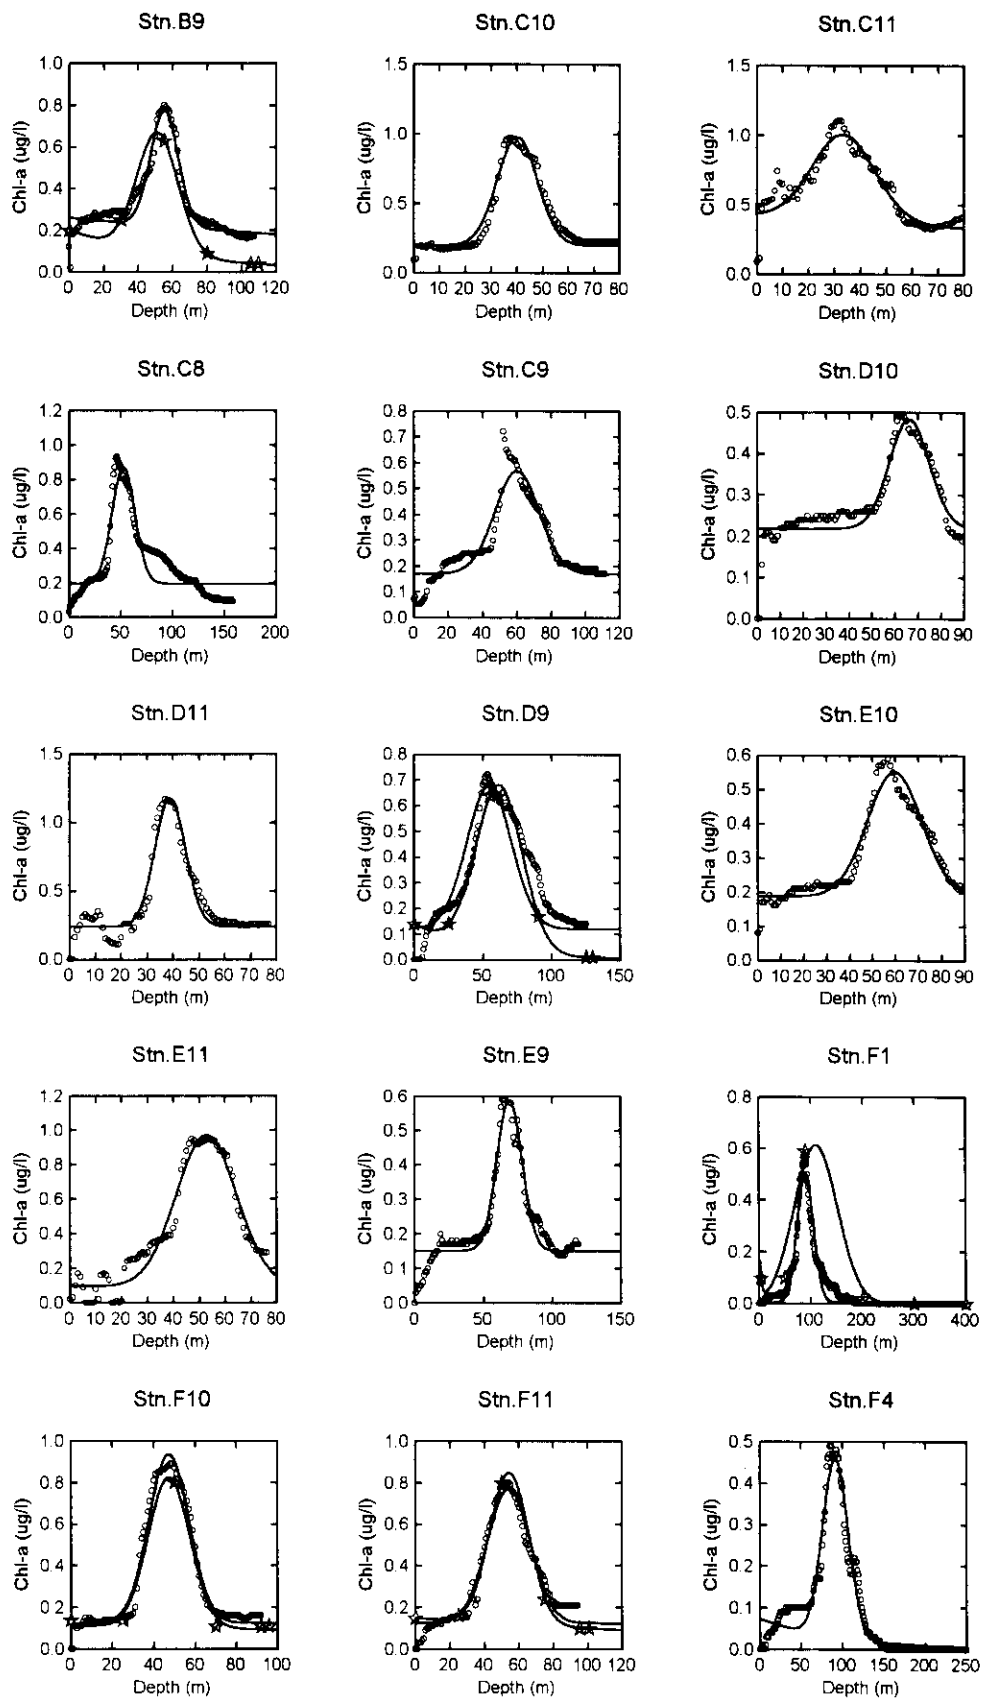 Stn.B9
Chl-a (ug/l)
1.0
0.8
0.6
0.4
0.2
0.0
0 20 40 60 80 100 120
Depth (m)
Stn.C10
Chl-a (ug/l)
1.5
1.0
0.5
0.0
0 10 20 30 40 50 60 70 80
Depth (m)
Stn.C11
Chl-a (ug/l)
1.5
1.0
0.5
0.0
0 10 20 30 40 50 60 70 80
Depth (m)
Stn.C8
Chl-a (ug/l)
1.2
1.0
0.8
0.6
0.4
0.2
0.0
0 50 100 150 200
Depth (m)
Stn.C9
Chl-a (ug/l)
0.8
0.7
0.6
0.5
0.4
0.3
0.2
0.1
0.0
0 20 40 60 80 100 120
Depth (m)
Stn.D10
Chl-a (ug/l)
0.5
0.4
0.3
0.2
0.1
0.0
0 10 20 30 40 50 60 70 80 90
Depth (m)
Stn.D11
Chl-a (ug/l)
1.5
1.0
0.5
0.0
0 10 20 30 40 50 60 70 80
Depth (m)
Stn.D9
Chl-a (ug/l)
0.8
0.7
0.6
0.5
0.4
0.3
0.2
0.1
0.0
0 50 100 150
Depth (m)
Stn.E10
Chl-a (ug/l)
0.6
0.5
0.4
0.3
0.2
0.1
0.0
0 10 20 30 40 50 60 70 80 90
Depth (m)
Stn.E11
Chl-a (ug/l)
1.2
1.0
0.8
0.6
0.4
0.2
0.0
0 10 20 30 40 50 60 70 80
Depth (m)
Stn.E9
Chl-a (ug/l)
0.6
0.5
0.4
0.3
0.2
0.1
0.0
0 50 100 150
Depth (m)
Stn.F1
Chl-a (ug/l)
0.8
0.6
0.4
0.2
0.0
0 100 200 300 400
Depth (m)
Stn.F10
Chl-a (ug/l)
1.0
0.8
0.6
0.4
0.2
0.0
0 20 40 60 80 100
Depth (m)
Stn.F11
Chl-a (ug/l)
1.0
0.8
0.6
0.4
0.2
0.0
0 20 40 60 80 100 120
Depth (m)
Stn.F4
Chl-a (ug/l)
0.5
0.4
0.3
0.2
0.1
0.0
0 50 100 150 200 250
Depth (m)